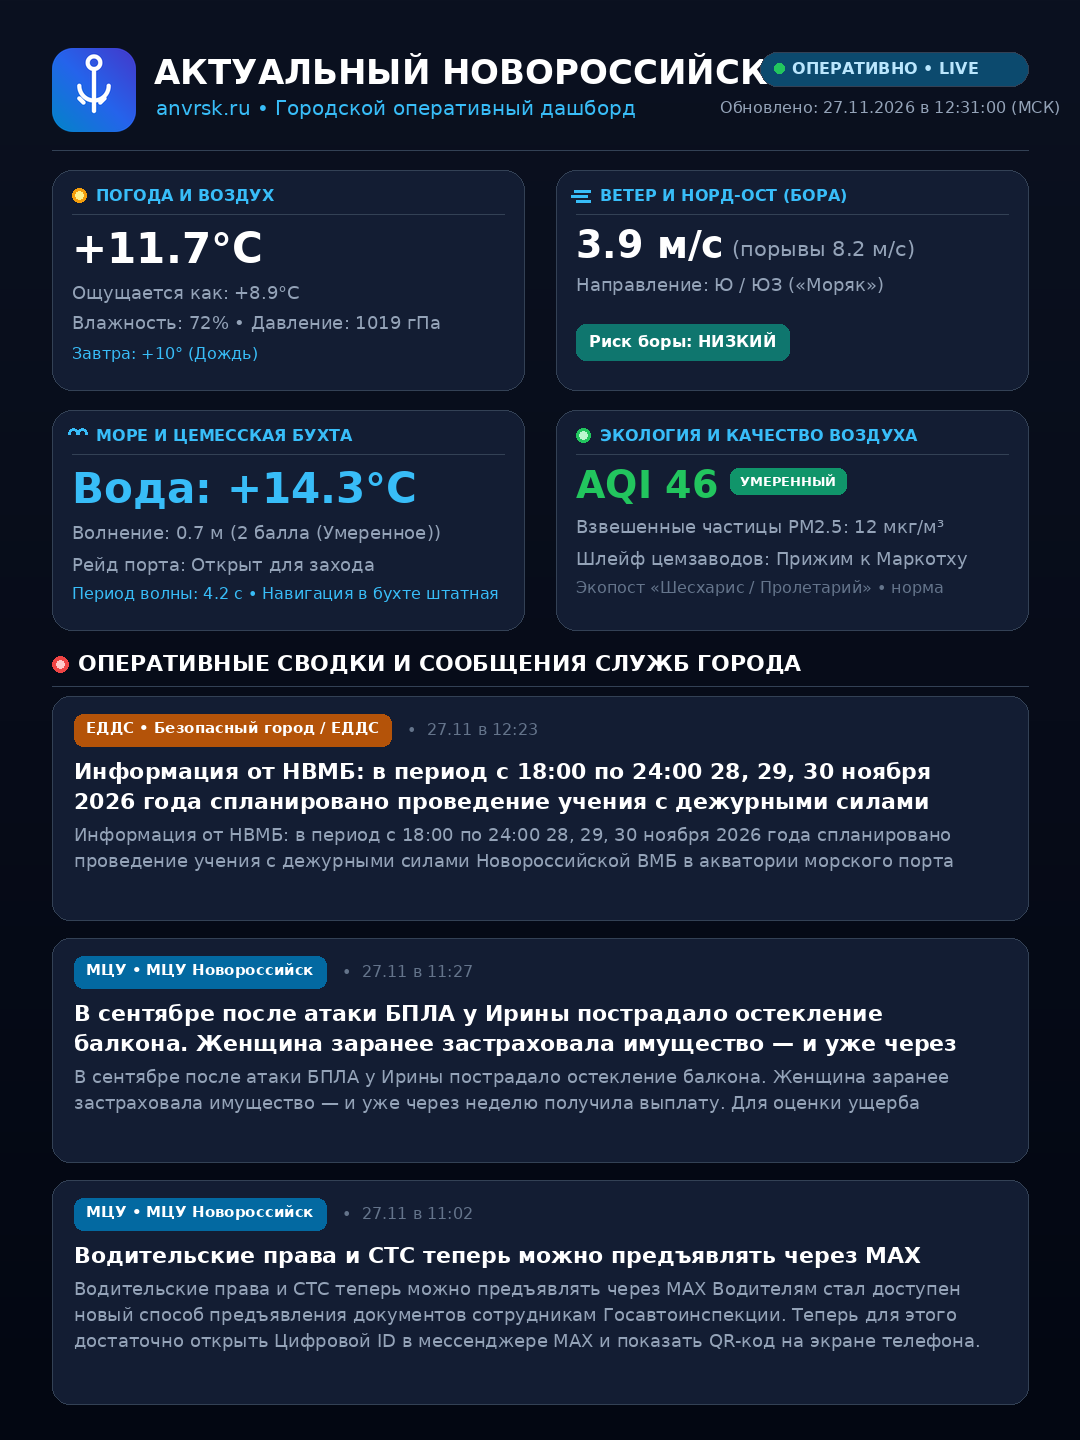 АКТУАЛЬНЫЙ НОВОРОССИЙСК
ОПЕРАТИВНО • LIVE
anvrsk.ru • Городской оперативный дашборд
Обновлено: 27.11.2026 в 12:31:00 (МСК)
ПОГОДА И ВОЗДУХ
+11.7°C
Ощущается как: +8.9°C
Влажность: 72% • Давление: 1019 гПа
Завтра: +10° (Дождь)
ВЕТЕР И НОРД-ОСТ (БОРА)
3.9 м/с (порывы 8.2 м/с)
Направление: Ю / ЮЗ («Моряк»)
Риск боры: НИЗКИЙ
МОРЕ И ЦЕМЕССКАЯ БУХТА
Вода: +14.3°C
Волнение: 0.7 м (2 балла (Умеренное))
Рейд порта: Открыт для захода
Период волны: 4.2 с • Навигация в бухте штатная
ЭКОЛОГИЯ И КАЧЕСТВО ВОЗДУХА
AQI 46 УМЕРЕННЫЙ
Взвешенные частицы PM2.5: 12 мкг/м³
Шлейф цемзаводов: Прижим к Маркотху
Экопост «Шесхарис / Пролетарий» • норма
ОПЕРАТИВНЫЕ СВОДКИ И СООБЩЕНИЯ СЛУЖБ ГОРОДА
ЕДДС • Безопасный город / ЕДДС • 27.11 в 12:23
Информация от НВМБ: в период с 18:00 по 24:00 28, 29, 30 ноября
2026 года спланировано проведение учения с дежурными силами
Информация от НВМБ: в период с 18:00 по 24:00 28, 29, 30 ноября 2026 года спланировано
проведение учения с дежурными силами Новороссийской ВМБ в акватории морского порта
МЦУ • МЦУ Новороссийск • 27.11 в 11:27
В сентябре после атаки БПЛА у Ирины пострадало остекление
балкона. Женщина заранее застраховала имущество — и уже через
В сентябре после атаки БПЛА у Ирины пострадало остекление балкона. Женщина заранее
застраховала имущество — и уже через неделю получила выплату. Для оценки ущерба
МЦУ • МЦУ Новороссийск • 27.11 в 11:02
Водительские права и СТС теперь можно предъявлять через MAX
Водительские права и СТС теперь можно предъявлять через MAX Водителям стал доступен
новый способ предъявления документов сотрудникам Госавтоинспекции. Теперь для этого
достаточно открыть Цифровой ID в мессенджере MAX и показать QR-код на экране телефона.